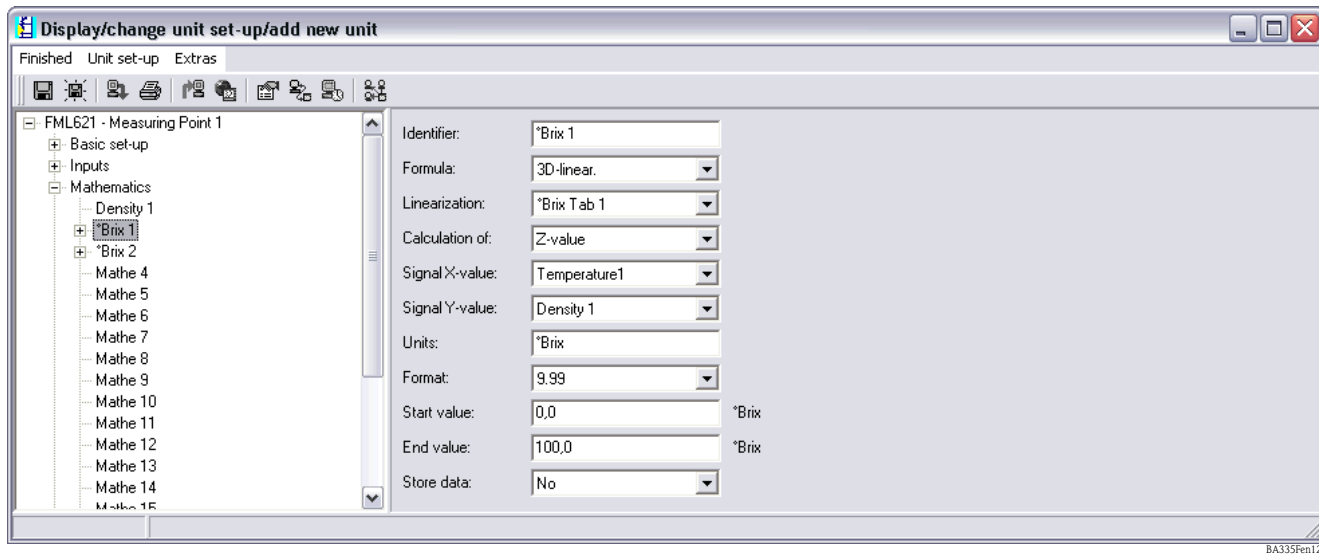 Display/change unit set-up/add new unit
Finished Unit set-up Extras
FML621 - Measuring Point 1
Basic set-up
Inputs
Mathematics
Density 1
°Brix 1
°Brix 2
Mathe 4
Mathe 5
Mathe 6
Mathe 7
Mathe 8
Mathe 9
Mathe 10
Mathe 11
Mathe 12
Mathe 13
Mathe 14
Mathe 15
Identifier: °Brix 1
Formula: 3D-linear.
Linearization: °Brix Tab 1
Calculation of: Z-value
Signal X-value: Temperature1
Signal Y-value: Density 1
Units: °Brix
Format: 9.99
Start value: 0,0 °Brix
End value: 100,0 °Brix
Store data: No
BA335Fen12